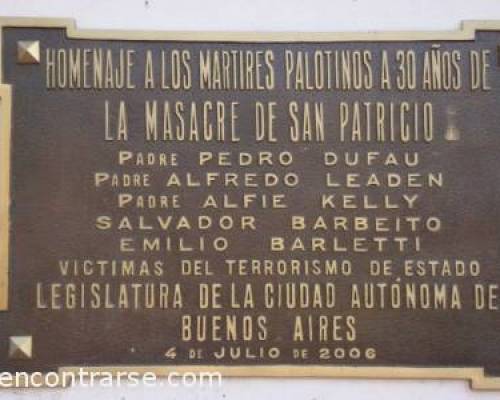 HOMENAJE A LOS MARTIRES PALOTINOS A 30 AÑOS DE
LA MASACRE DE SAN PATRICIO
PADRE PEDRO DUFAU
PADRE ALFREDO LEADEN
PADRE ALFIE KELLY
SALVADOR BARBEITO
EMILIO BARLETTI
VICTIMAS DEL TERRORISMO DE ESTADO
LEGISLATURA DE LA CIUDAD AUTÓNOMA DE
BUENOS AIRES
4 DE JULIO DE 2006
encontrarse.com/